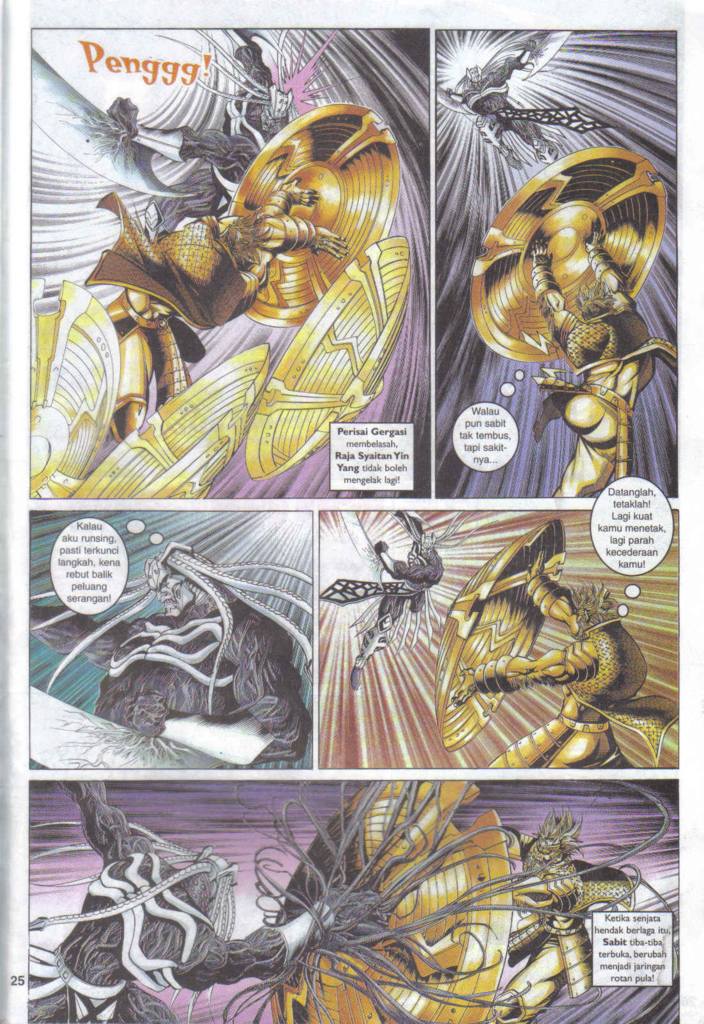 Penggg!
Perisai Gergasi
membelasah,
Raja Syaitan Yin
Yang tidak boleh
mengelak lagi!
Walau
pun sabit
tak tembus,
tapi sakit-
nya...
Kalau
aku runsing,
pasti terkunci
langkah, kena
rebut balik
peluang
serangan!
Datanglah,
tetaklah!
Lagi kuat
kamu menetak,
lagi parah
kecederaan
kamu!
Ketika senjata
hendak berlaga itu,
Sabit tiba-tiba
terbuka, berubah
menjadi jaringan
rotan pula!
25